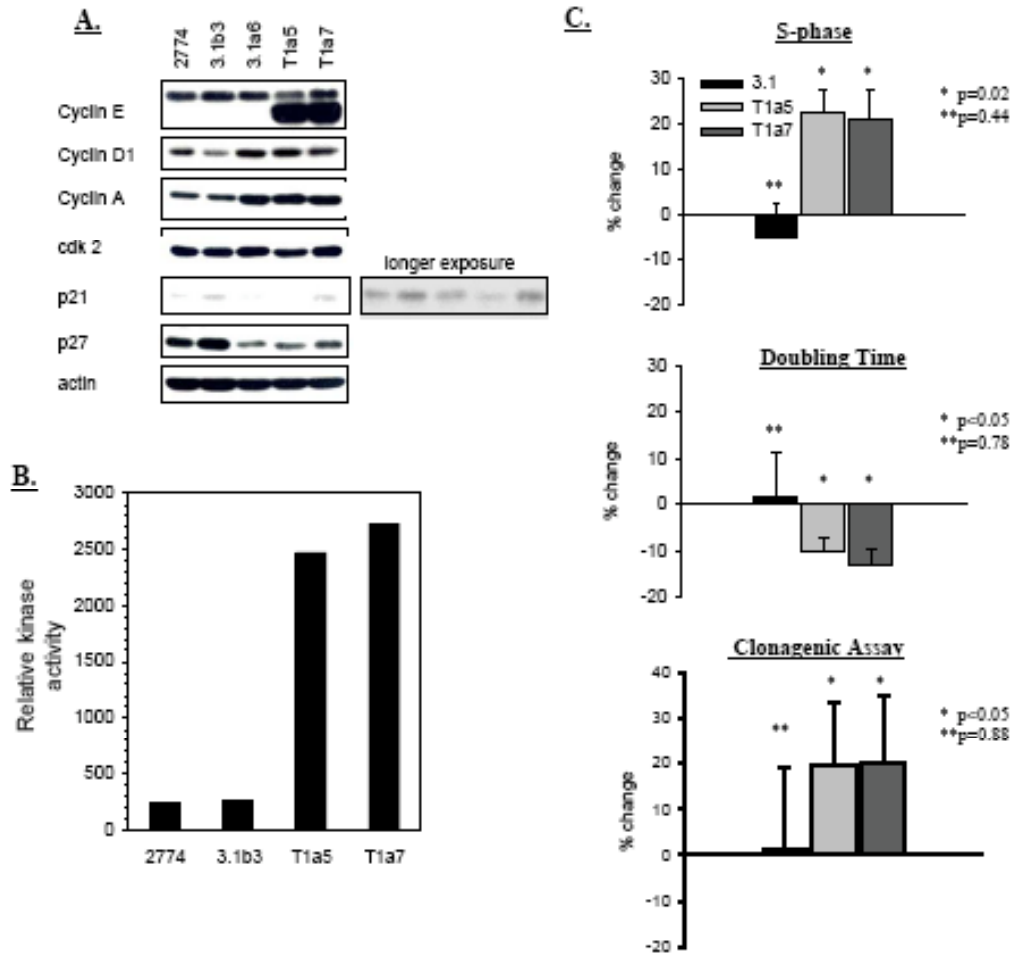 A.
2774
3.1b3
3.1a6
T1a5
T1a7
Cyclin E
Cyclin D1
Cyclin A
cdk 2
p21
longer exposure
p27
actin
B.
Relative kinase
activity
3000
2500
2000
1500
1000
500
0
2774 3.1b3 T1a5 T1a7
C.
S-phase
% change
30
20
10
0
-10
-20
3.1
T1a5
T1a7
** * *
* p=0.02
**p=0.44
Doubling Time
% change
30
20
10
0
-10
-20
** * *
* p<0.05
**p=0.78
Clonagenic Assay
% change
40
30
20
10
0
-10
-20
** * *
* p<0.05
**p=0.88